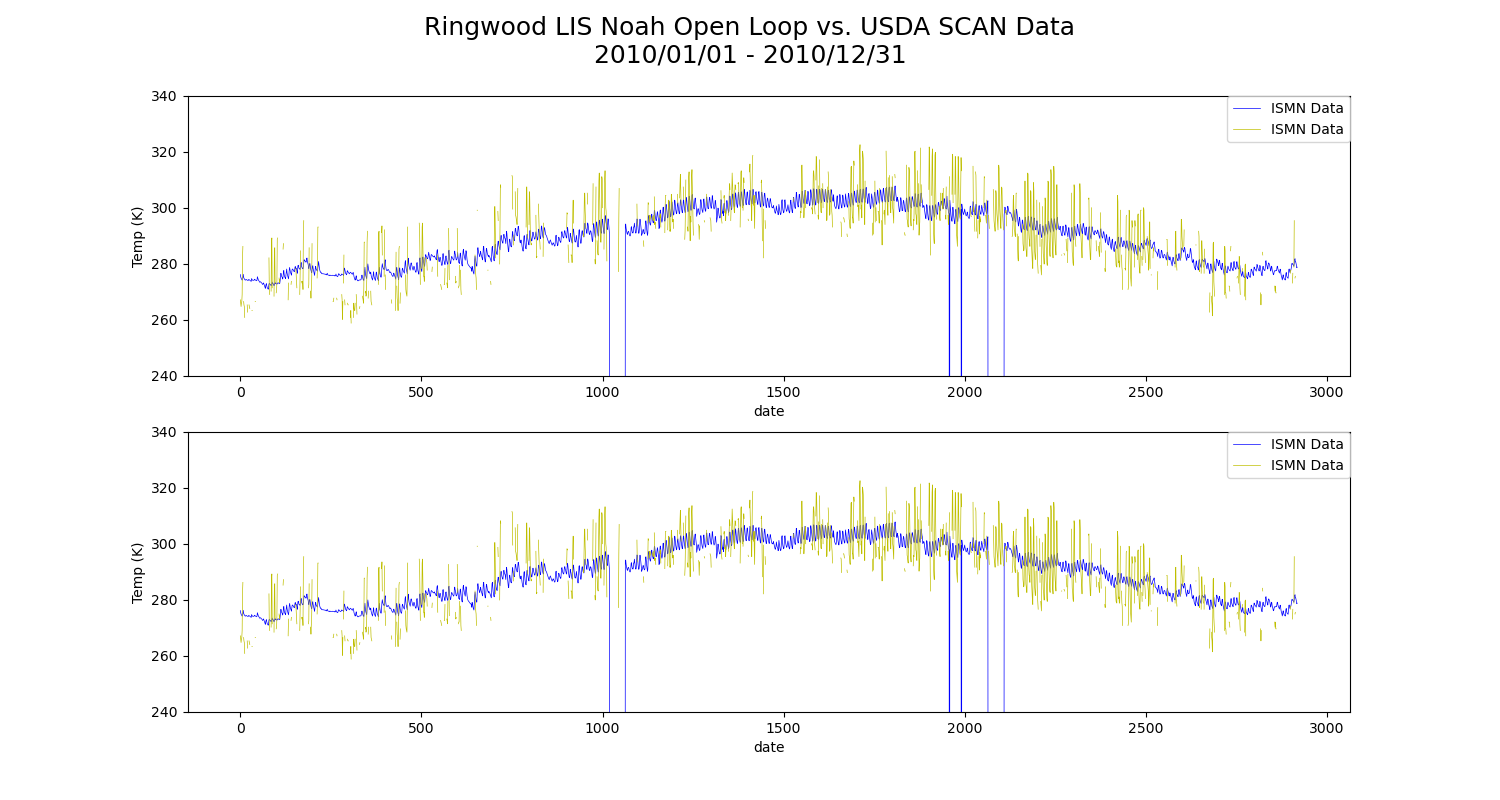 Ringwood LIS Noah Open Loop vs. USDA SCAN Data
2010/01/01 - 2010/12/31
340
320
300
280
260
240
Temp (K)
ISMN Data
ISMN Data
0
500
1000
1500
2000
2500
3000
date
340
320
300
280
260
240
Temp (K)
ISMN Data
ISMN Data
0
500
1000
1500
2000
2500
3000
date